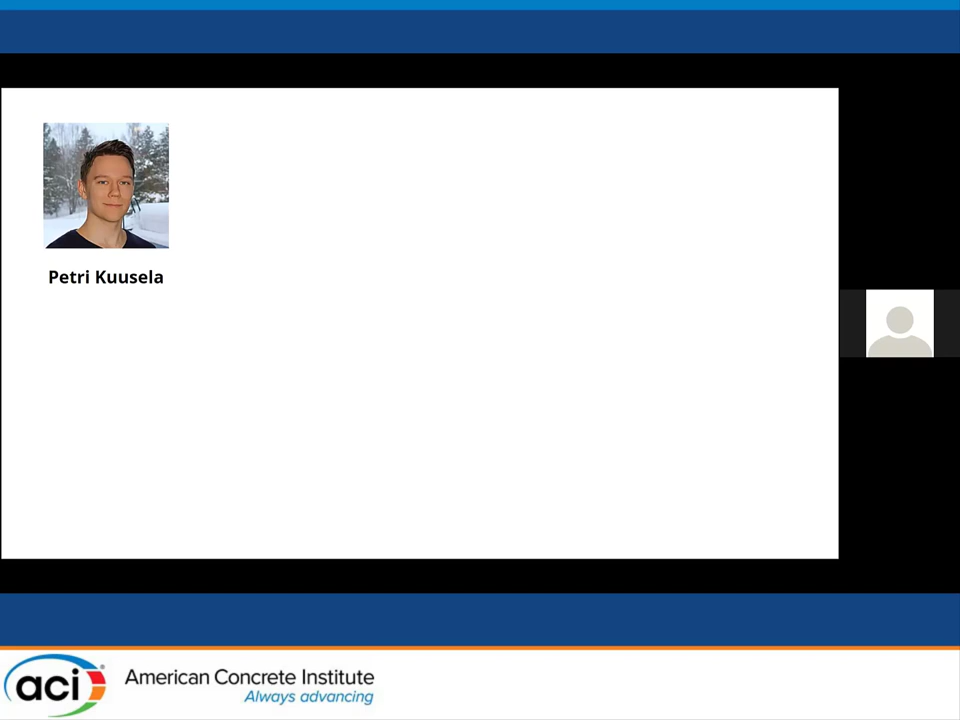 Petri Kuusela
aci
American Concrete Institute
Always advancing